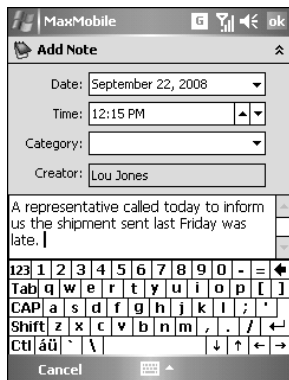 MaxMobile G ok
Add Note
Date: September 22, 2008
Time: 12:15 PM
Category:
Creator: Lou Jones
A representative called today to inform
us the shipment sent last Friday was
late.
123 1 2 3 4 5 6 7 8 9 0 - =
Tab q w e r t y u i o p [ ]
CAP a s d f g h j k l ; '
Shift z x c v b n m , . /
Ctl áü ` \ ↓ ↑ ← →
Cancel